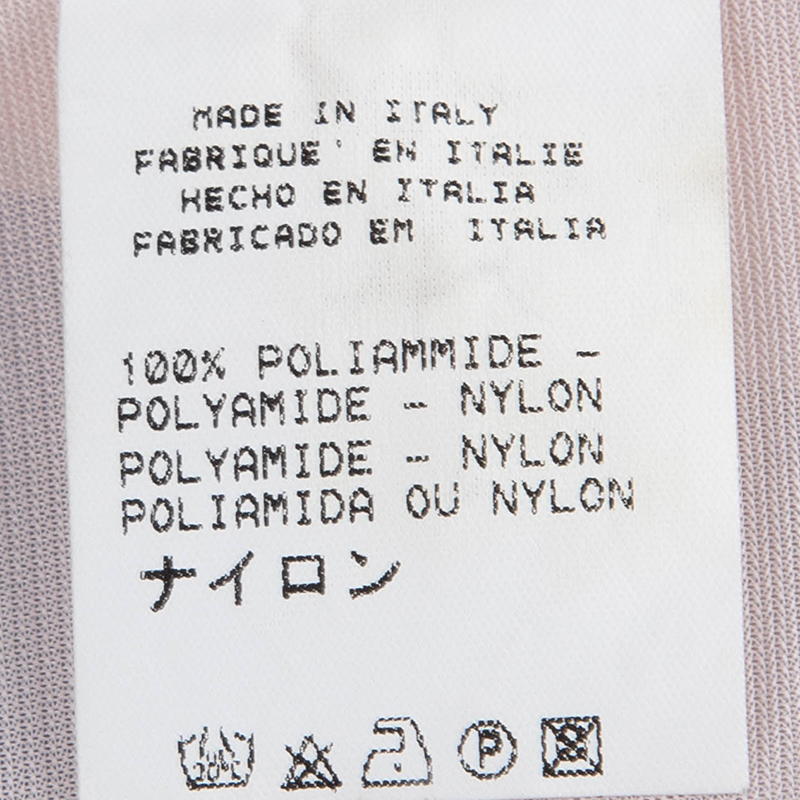 MADE IN ITALY
FABRIQUE' EN ITALIE
HECHO EN ITALIA
FABRICADO EM ITALIA
100% POLIAMMIDE -
POLYAMIDE - NYLON
POLYAMIDE - NYLON
POLIAMIDA OU NYLON
ナイロン
P